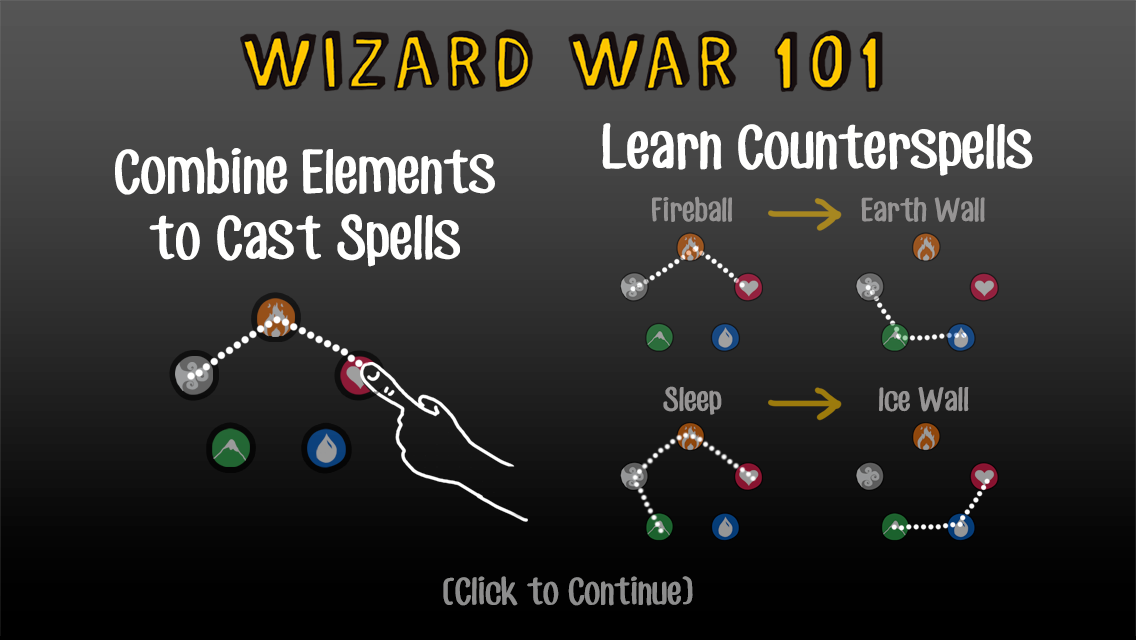 WIZARD WAR 101
Combine Elements
to Cast Spells
Learn Counterspells
Fireball
Earth Wall
Sleep
Ice Wall
(Click to Continue)